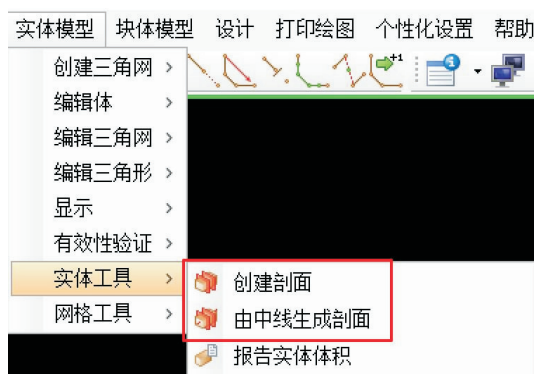 实体模型 块体模型 设计 打印绘图 个性化设置 帮助
创建三角网 >
编辑体 >
编辑三角网 >
编辑三角形 >
显示 >
有效性验证 >
实体工具 >
创建剖面
网格工具 >
由中线生成剖面
报告实体体积
+1